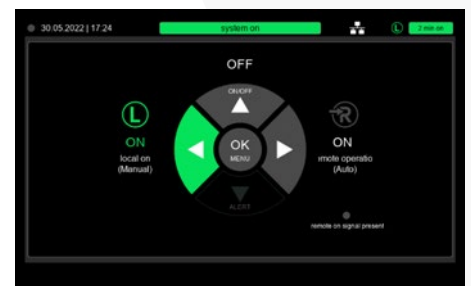 30.05.2022 | 17:24
system on
L
2 min on
OFF
ON/OFF
L
ON
local on
(Manual)
OK
MENU
R
ON
mote operatio
(Auto)
ALERT
remote on signal present